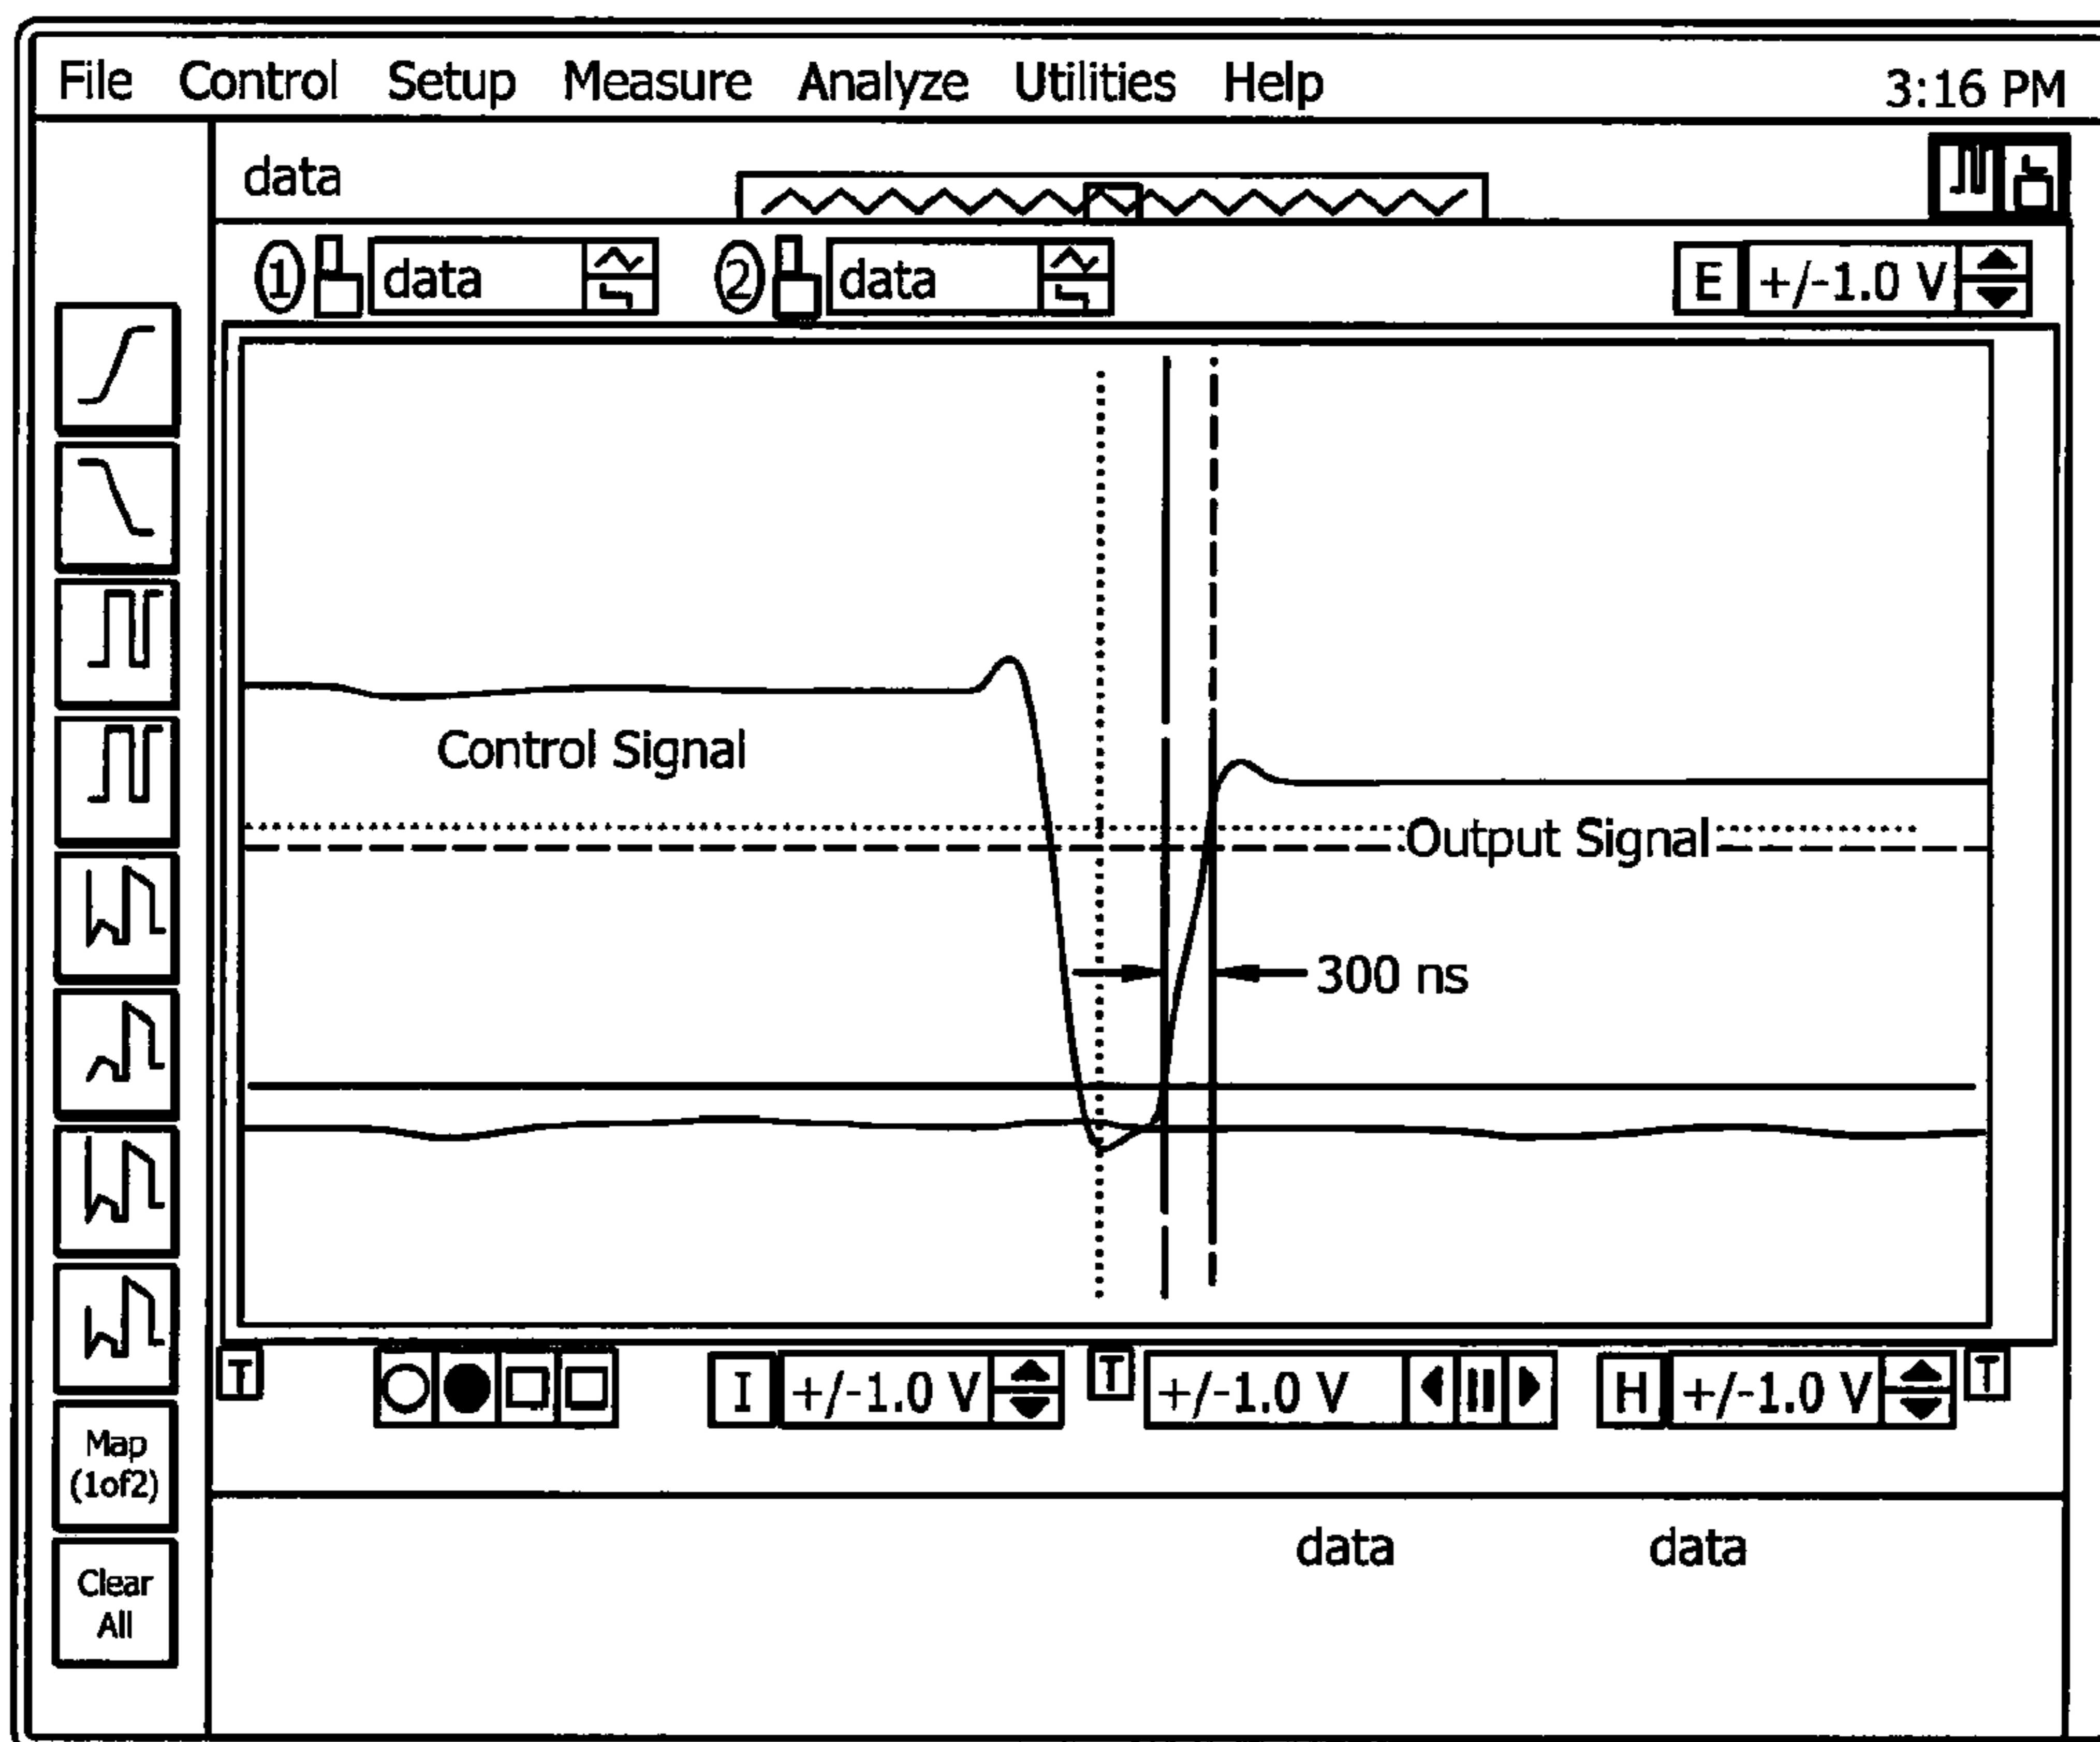 File Control Setup Measure Analyze Utilities Help 3:16 PM
data
1 data 2 data E +/-1.0 V
Control Signal
Output Signal
300 ns
T I +/-1.0 V T +/-1.0 V H +/-1.0 V T
Map
(1of2)
data data
Clear
All